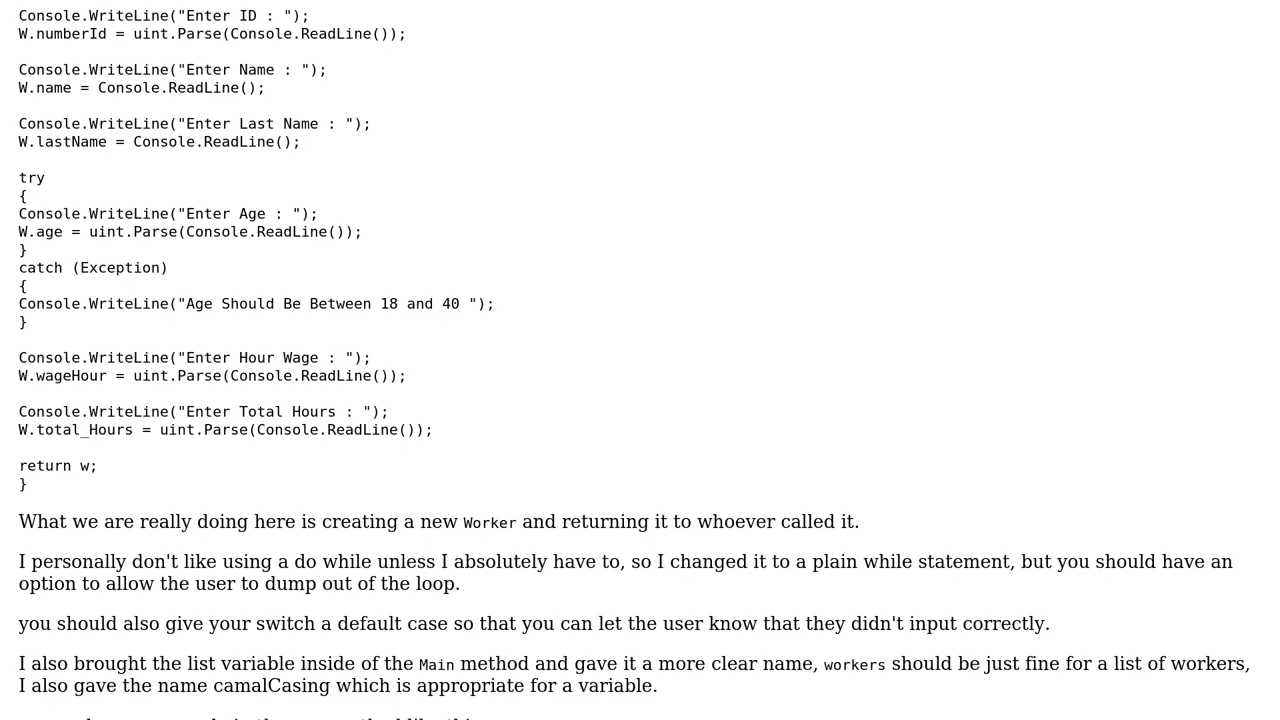 Console.WriteLine("Enter ID : ");
W.numberId = uint.Parse(Console.ReadLine());
Console.WriteLine("Enter Name : ");
W.name = Console.ReadLine();
Console.WriteLine("Enter Last Name : ");
W.lastName = Console.ReadLine();
try
{
Console.WriteLine("Enter Age : ");
W.age = uint.Parse(Console.ReadLine());
}
catch (Exception)
{
Console.WriteLine("Age Should Be Between 18 and 40 ");
}
Console.WriteLine("Enter Hour Wage : ");
W.wageHour = uint.Parse(Console.ReadLine());
Console.WriteLine("Enter Total Hours : ");
W.total_Hours = uint.Parse(Console.ReadLine());
return w;
}
What we are really doing here is creating a new Worker and returning it to whoever called it.
I personally don't like using a do while unless I absolutely have to, so I changed it to a plain while statement, but you should have an
option to allow the user to dump out of the loop.
you should also give your switch a default case so that you can let the user know that they didn't input correctly.
I also brought the list variable inside of the Main method and gave it a more clear name, workers should be just fine for a list of workers,
I also gave the name camalCasing which is appropriate for a variable.